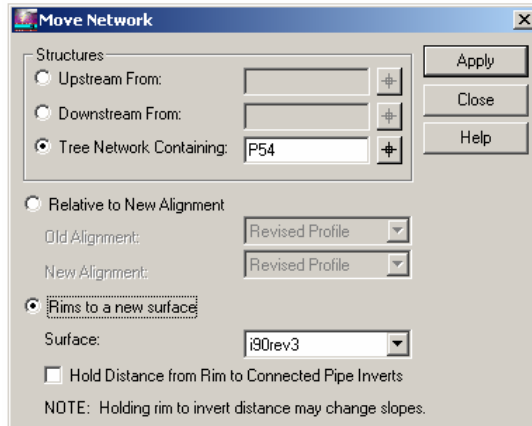 Move Network
Structures
Upstream From:
Apply
Downstream From:
Close
Tree Network Containing: P54
Help
Relative to New Alignment
Old Alignment: Revised Profile
New Alignment: Revised Profile
Rims to a new surface
Surface: i90rev3
Hold Distance from Rim to Connected Pipe Inverts
NOTE: Holding rim to invert distance may change slopes.